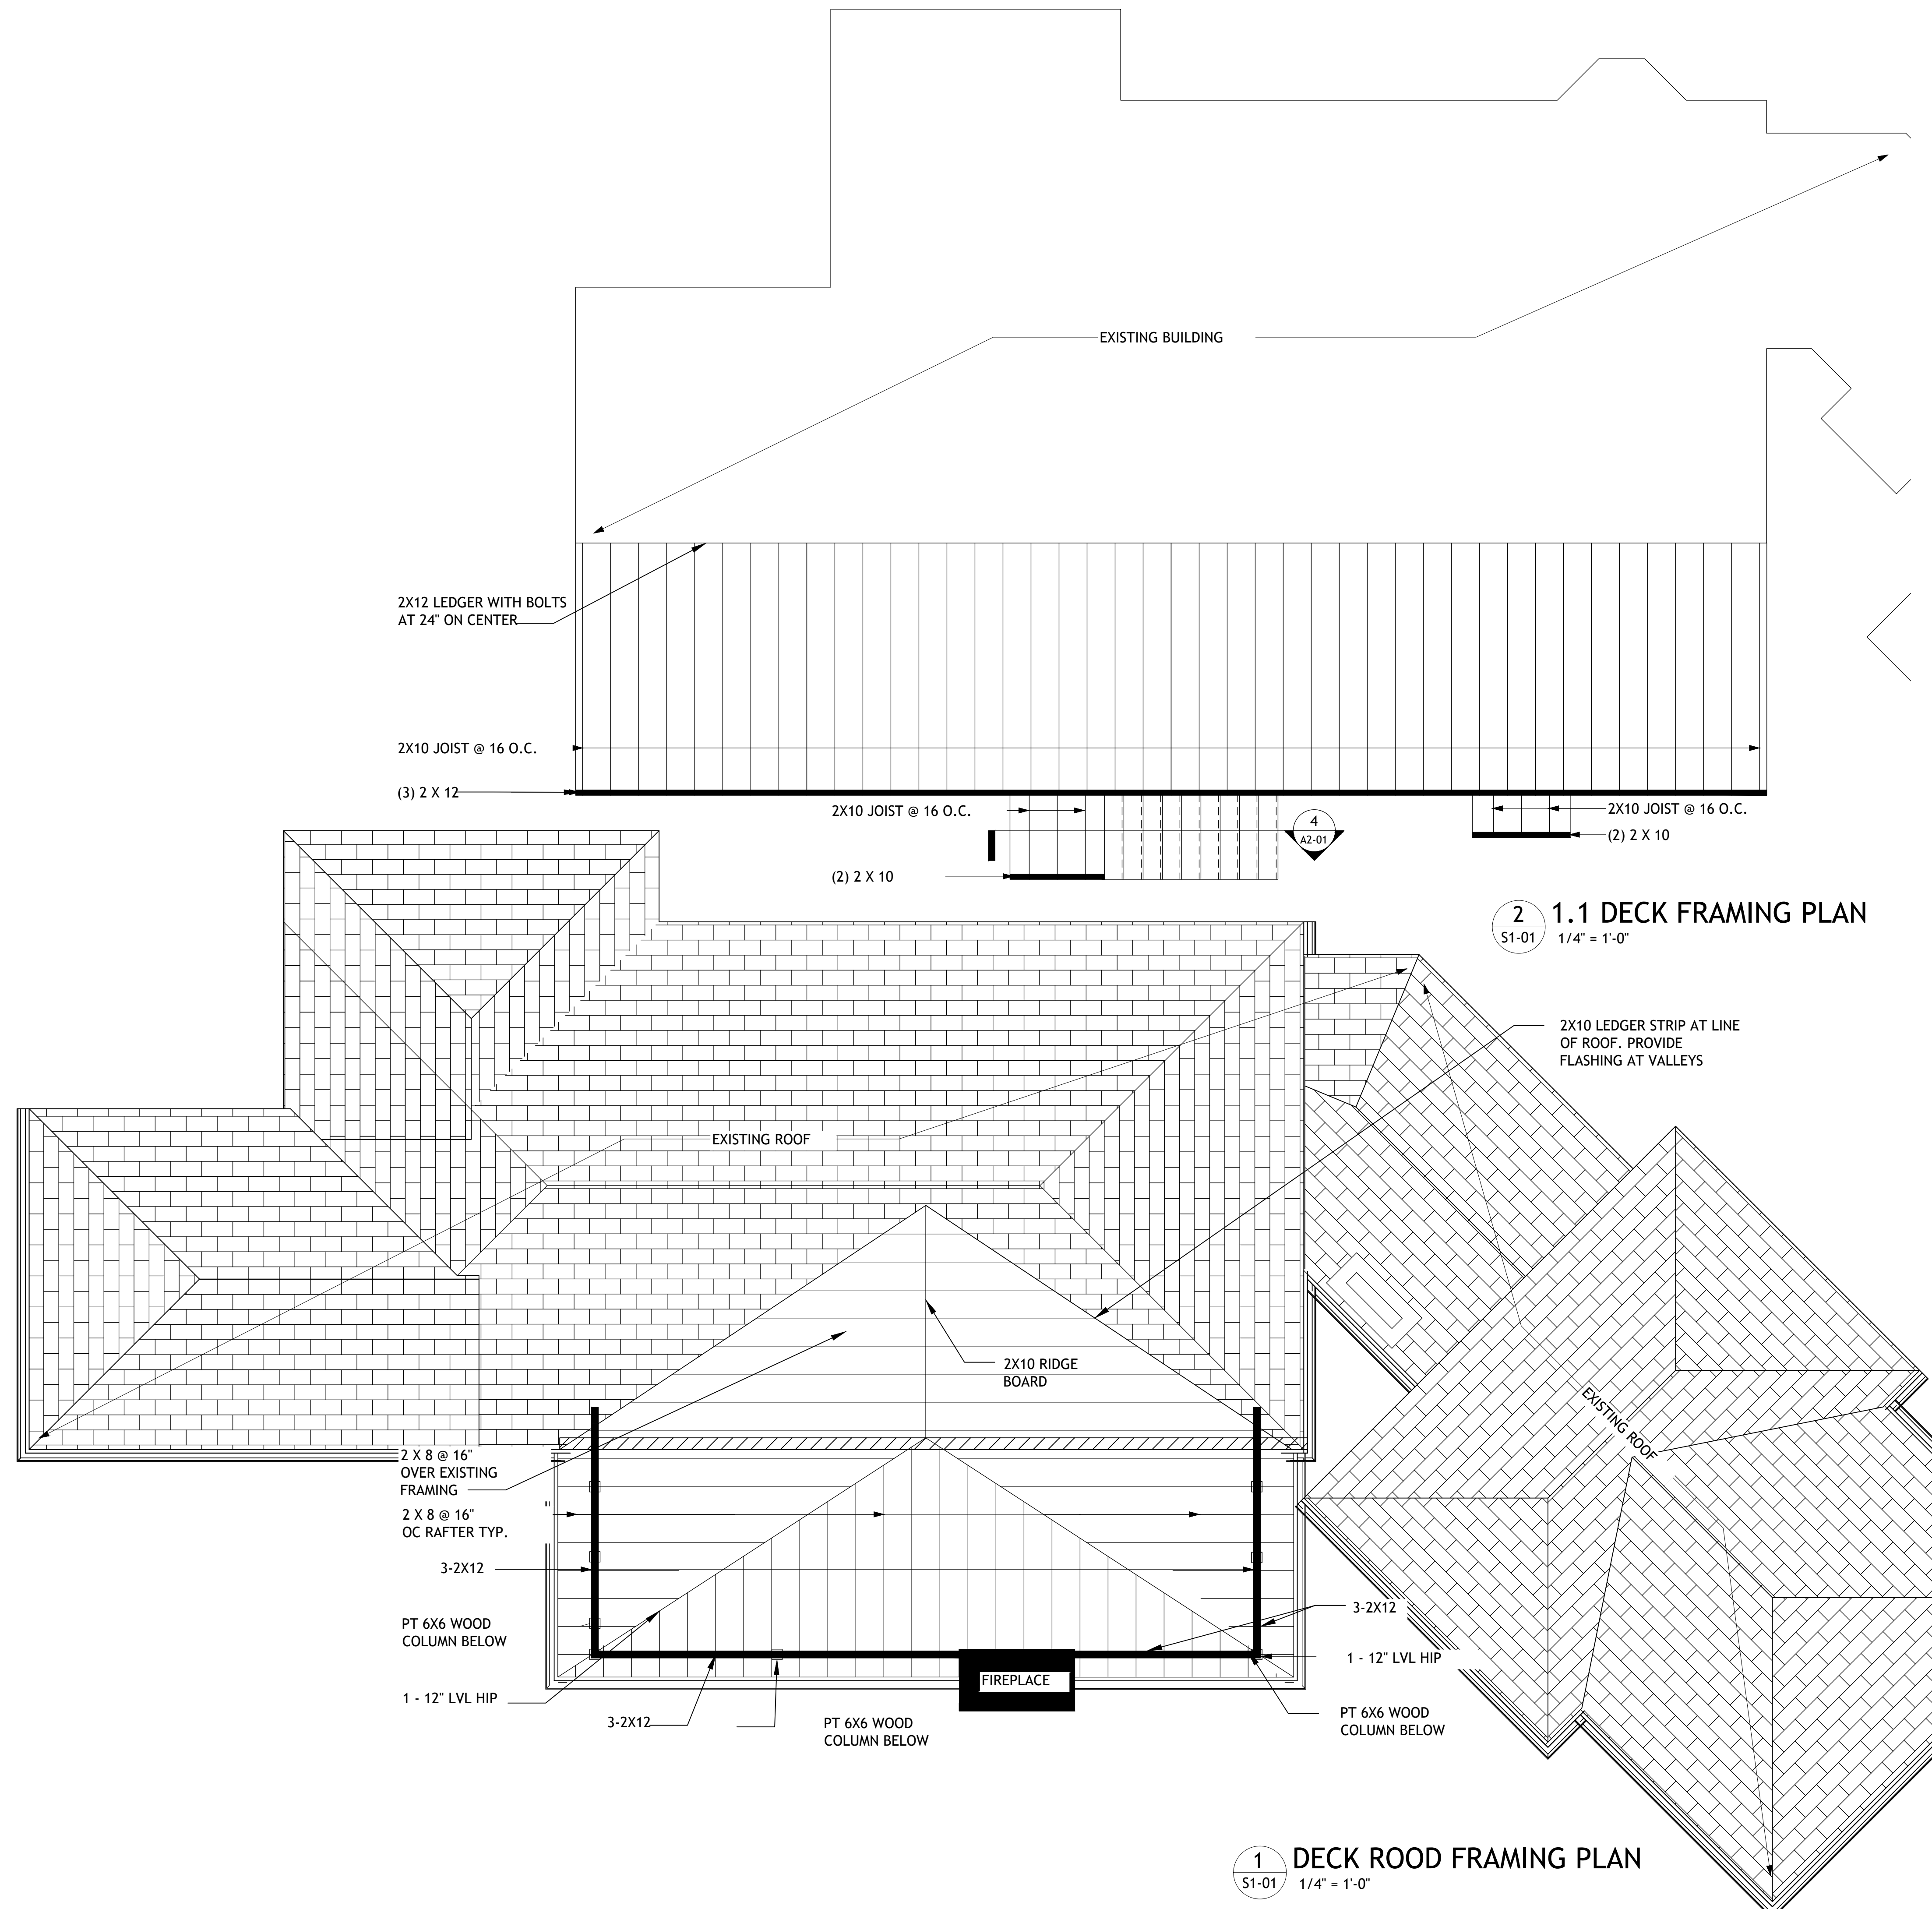 EXISTING BUILDING
2X12 LEDGER WITH BOLTS
AT 24" ON CENTER
2X10 JOIST @ 16 O.C.
(3) 2 X 12
2X10 JOIST @ 16 O.C.
(2) 2 X 10
4
A2-01
2X10 JOIST @ 16 O.C.
(2) 2 X 10
2
S1-01
1.1 DECK FRAMING PLAN
1/4" = 1'-0"
2X10 LEDGER STRIP AT LINE
OF ROOF. PROVIDE
FLASHING AT VALLEYS
EXISTING ROOF
2X10 RIDGE
BOARD
EXISTING ROOF
2 X 8 @ 16"
OVER EXISTING
FRAMING
2 X 8 @ 16"
OC RAFTER TYP.
3-2X12
PT 6X6 WOOD
COLUMN BELOW
1 - 12" LVL HIP
3-2X12
PT 6X6 WOOD
COLUMN BELOW
FIREPLACE
3-2X12
1 - 12" LVL HIP
PT 6X6 WOOD
COLUMN BELOW
1
S1-01
DECK ROOD FRAMING PLAN
1/4" = 1'-0"